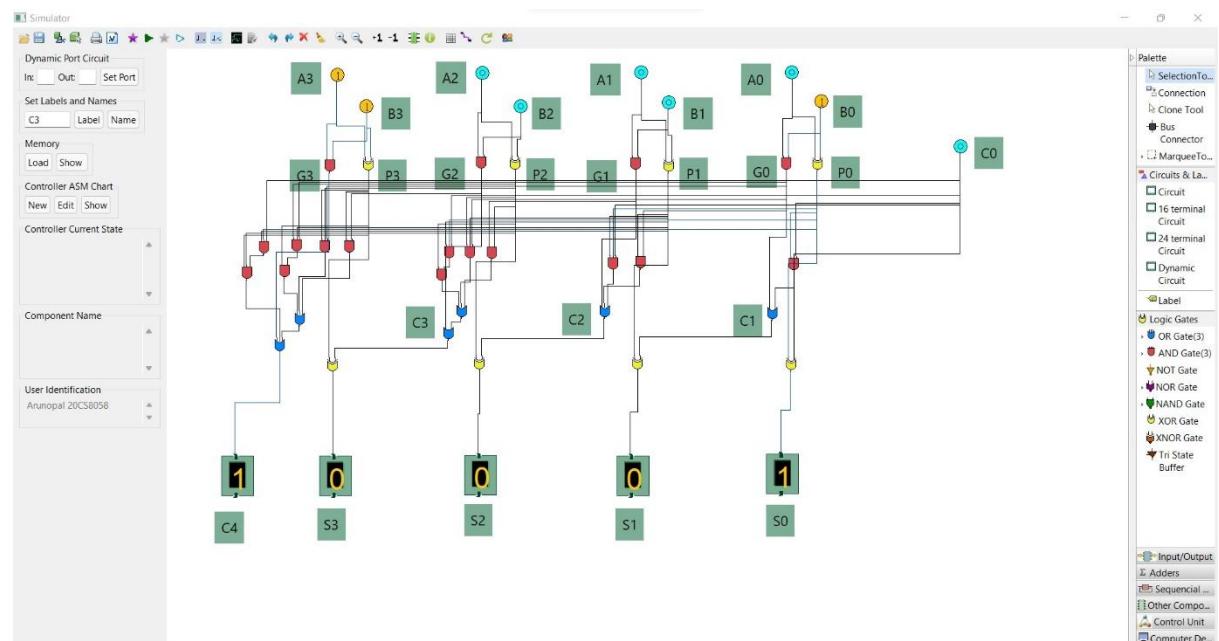 Simulator
+1 -1
Dynamic Port Circuit
In: Out: Set Port
Set Labels and Names
C3 Label Name
Memory
Load Show
Controller ASM Chart
New Edit Show
Controller Current State
Component Name
User Identification
Arunopal 20CS8058
A3 A2 A1 A0
B3 B2 B1 B0
C0
G3 P3 G2 P2 G1 P1 G0 P0
C3 C2 C1
1 0 0 0 1
C4 S3 S2 S1 S0
Palette
SelectionTo...
Connection
Clone Tool
Bus
Connector
MarqueeTo...
Circuits & La...
Circuit
16 terminal
Circuit
24 terminal
Circuit
Dynamic
Circuit
Label
Logic Gates
OR Gate(3)
AND Gate(3)
NOT Gate
NOR Gate
NAND Gate
XOR Gate
XNOR Gate
Tri State
Buffer
Input/Output
Adders
Sequential ...
Other Compo...
Control Unit
Computer De...